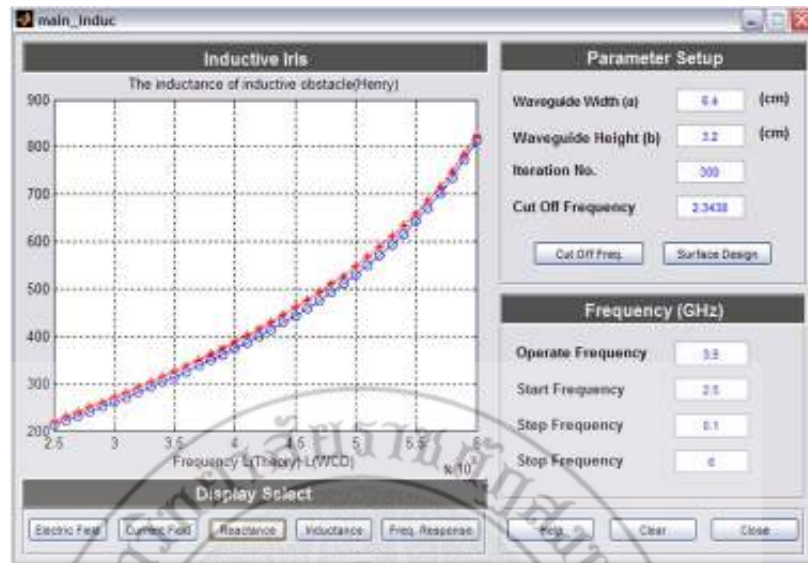 main_Induc
Inductive Iris
The inductance of inductive obstacle(Henry)
900
800
700
600
500
400
300
200
2.5 3 3.5 4 4.5 5 5.5 6
Frequency L(Theory) L(WCD)
x 10
Display Select
Electric Field Current Field Reactance Inductance Freq. Response
Parameter Setup
Waveguide Width (a) 6.4 (cm)
Waveguide Height (b) 3.2 (cm)
Iteration No. 300
Cut Off Frequency 2.3438
Cut Off Freq. Surface Design
Frequency (GHz)
Operate Frequency
Start Frequency 2.5
Step Frequency 0.1
Stop Frequency 6
Help Clear Close